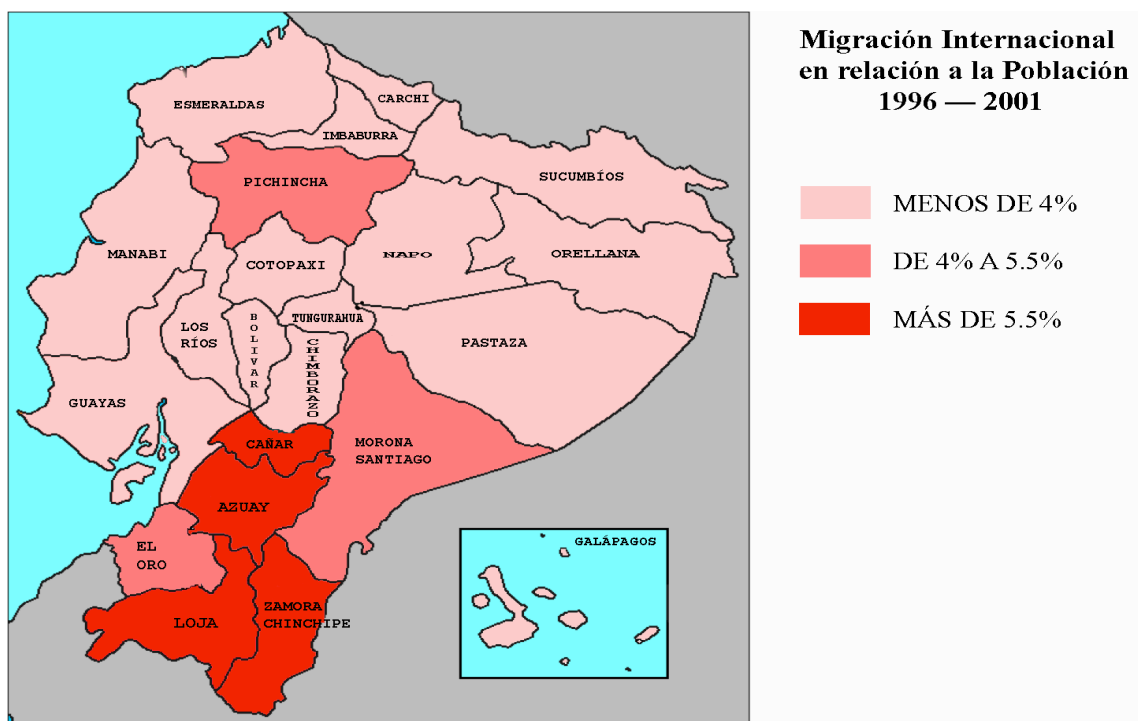 Migración Internacional
en relación a la Población
1996 — 2001
MENOS DE 4%
DE 4% A 5.5%
MÁS DE 5.5%
ESMERALDAS
CARCHI
IMBABURRA
PICHINCHA
SUCUMBÍOS
MANABI
COTOPAXI
NAPO
ORELLANA
LOS
RÍOS
BOLIVAR
TUNGURAHUA
CHIMBORAZO
PASTAZA
GUAYAS
CAÑAR
MORONA
SANTIAGO
AZUAY
EL
ORO
GALÁPAGOS
LOJA
ZAMORA
CHINCHIPE